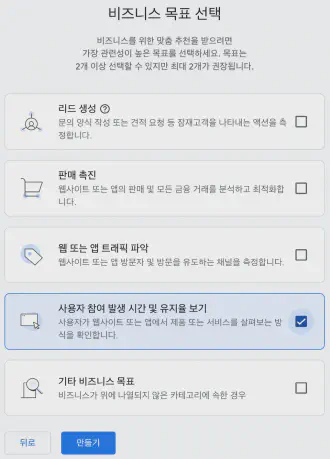 비즈니스 목표 선택
비즈니스를 위한 맞춤 추천을 받으려면
가장 관련성이 높은 목표를 선택하세요. 목표는
2개 이상 선택할 수 있지만 최대 2개가 권장됩니다.
리드 생성
문의 양식 작성 또는 견적 요청 등 잠재고객을 나타내는 액션을 측
정합니다.
판매 촉진
웹사이트 또는 앱의 판매 및 모든 금융 거래를 분석하고 최적화합
니다.
웹 또는 앱 트래픽 파악
웹사이트 또는 앱 방문자 및 방문을 유도하는 채널을 측정합니다.
사용자 참여 발생 시간 및 유지율 보기
사용자가 웹사이트 또는 앱에서 제품 또는 서비스를 살펴보는 방
식을 확인합니다.
기타 비즈니스 목표
비즈니스가 위에 나열되지 않은 카테고리에 속한 경우
뒤로
만들기